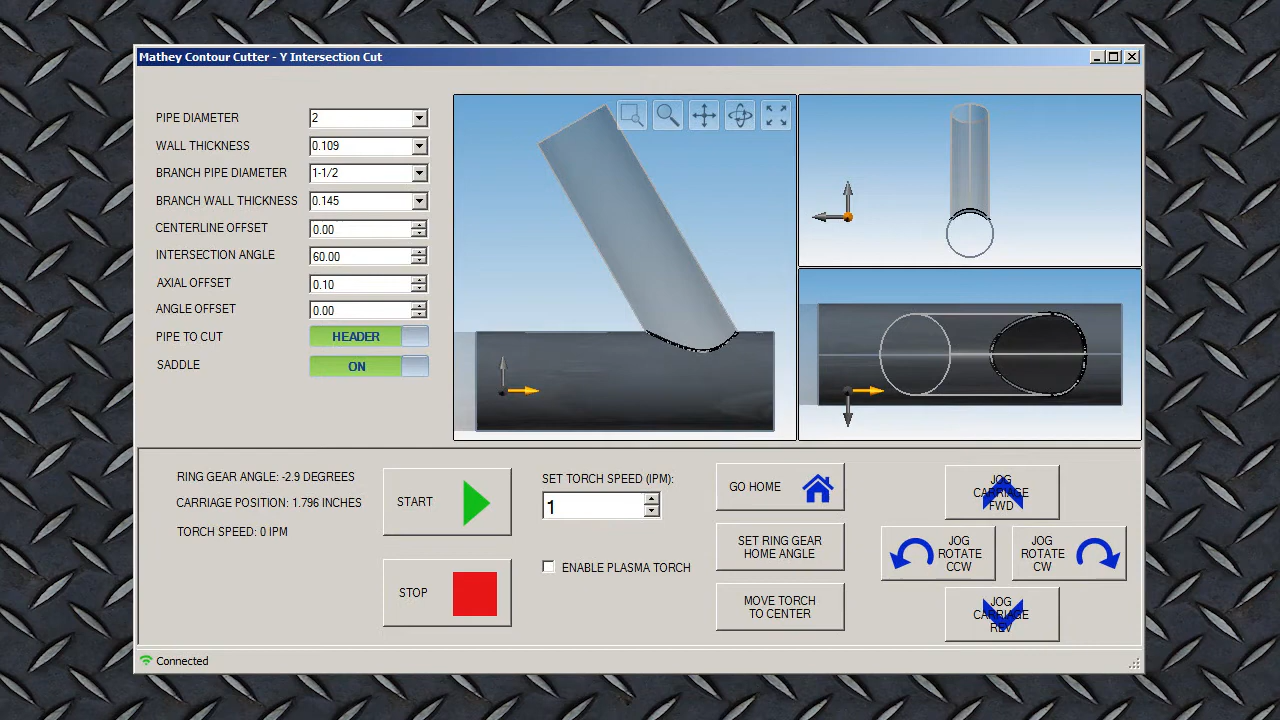 Mathey Contour Cutter - Y Intersection Cut
PIPE DIAMETER 2
WALL THICKNESS 0.109
BRANCH PIPE DIAMETER 1-1/2
BRANCH WALL THICKNESS 0.145
CENTERLINE OFFSET 0.00
INTERSECTION ANGLE 60.00
AXIAL OFFSET 0.10
ANGLE OFFSET 0.00
PIPE TO CUT HEADER
SADDLE ON
RING GEAR ANGLE: -2.9 DEGREES
CARRIAGE POSITION: 1.796 INCHES
TORCH SPEED: 0 IPM
START
STOP
SET TORCH SPEED (IPM):
1
ENABLE PLASMA TORCH
GO HOME
SET RING GEAR
HOME ANGLE
MOVE TORCH
TO CENTER
JOG
CARRIAGE
FWD
JOG
ROTATE
CCW
JOG
ROTATE
CW
JOG
CARRIAGE
REV
Connected